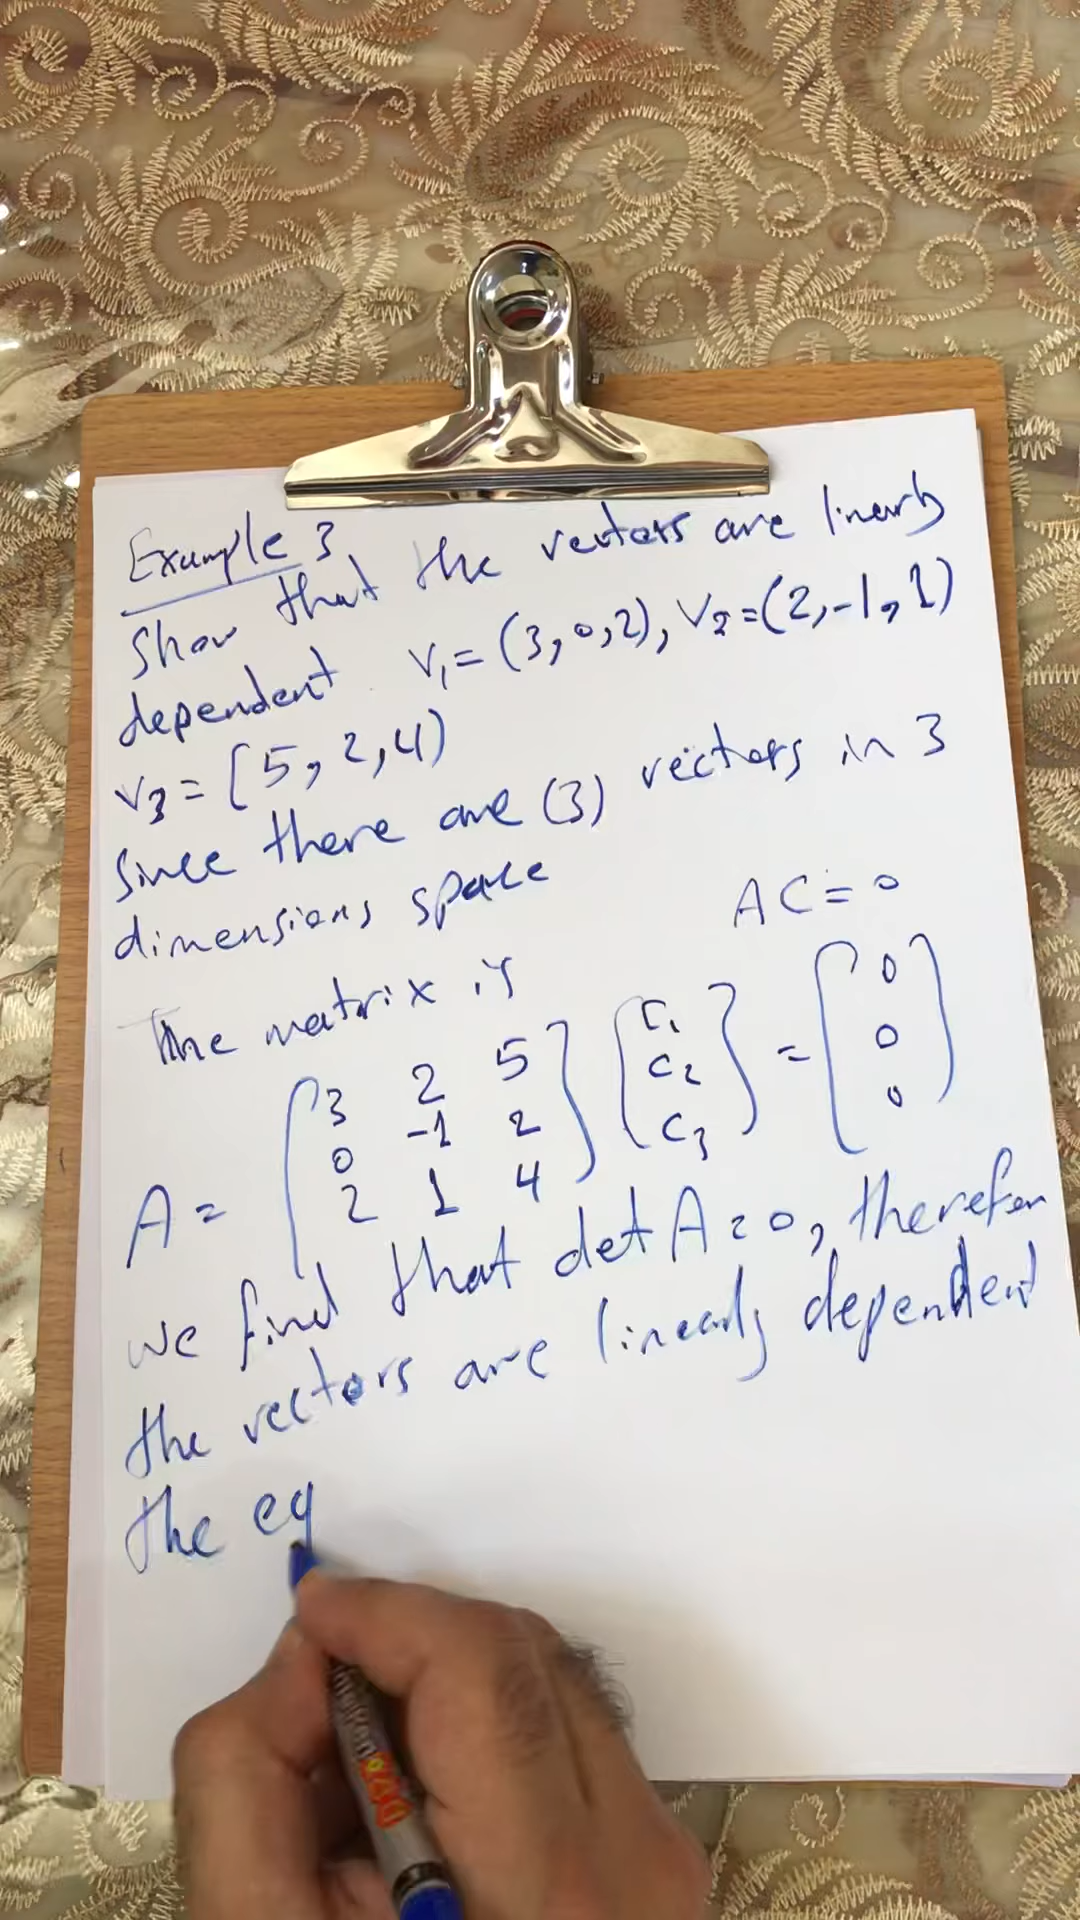 Example 3
Show that the vectors are linearly
dependent v₁ = (3, 0, 2), v₂ = (2, -1, 1)
v₃ = (5, 2, 4)
Since there are (3) vectors in 3
dimensions space
AC = 0
The matrix is
A = [3 2 5; 0 -1 2; 2 1 4] [c₁; c₂; c₃] = [0; 0; 0]
we find that det A = 0, therefore
the vectors are linearly dependent
the eq